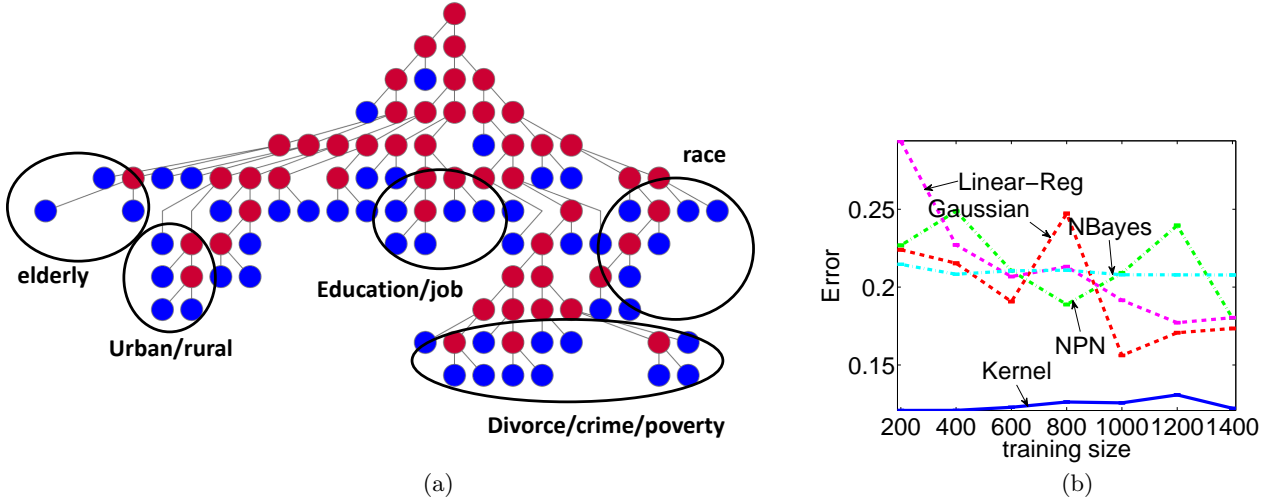 race
elderly
Education/job
Urban/rural
Divorce/crime/poverty
(a)
Linear−Reg
Gaussian
NBayes
NPN
Kernel
0.25
0.2
0.15
Error
200 400 600 800 1000 1200 1400
training size
(b)